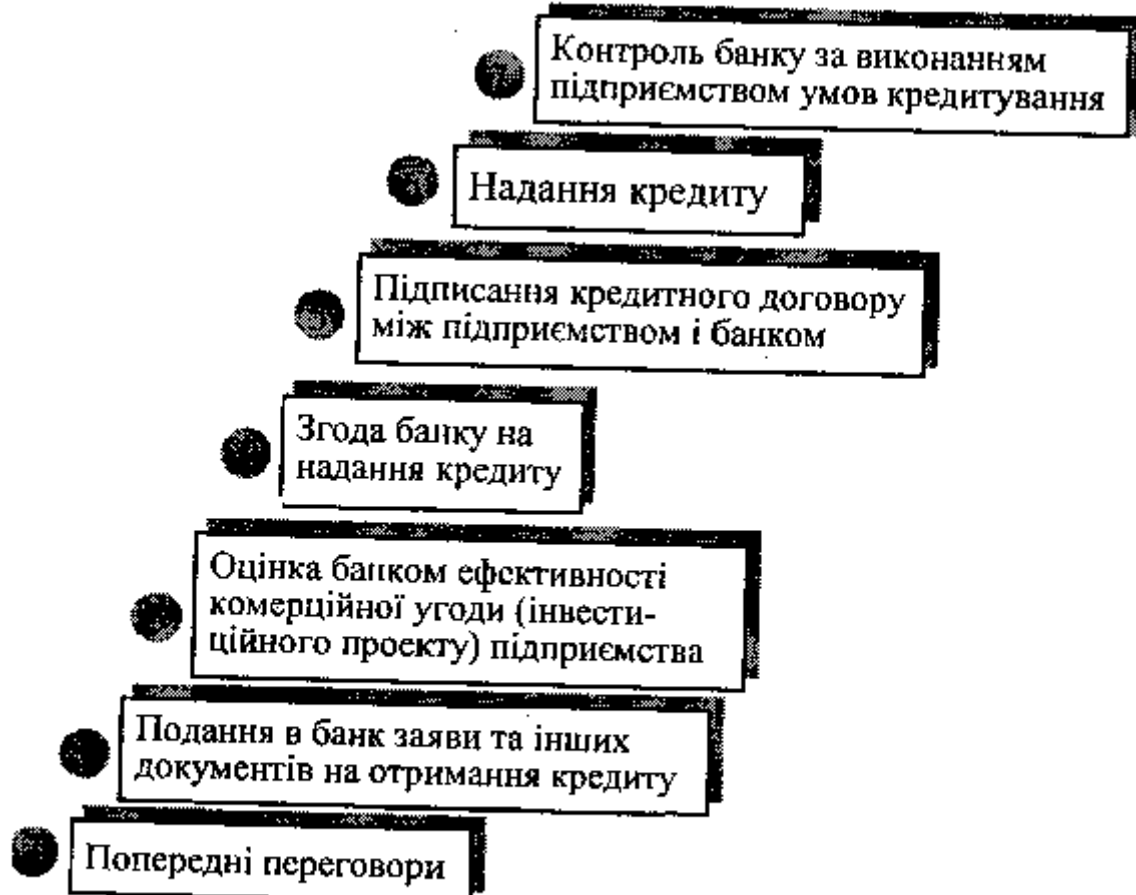 Контроль банку за виконанням
підприємством умов кредитування
Надання кредиту
Підписання кредитного договору
між підприємством і банком
Згода банку на
надання кредиту
Оцінка банком ефективності
комерційної угоди (інвести-
ційного проекту) підприємства
Подання в банк заяви та інших
документів на отримання кредиту
Попередні переговори